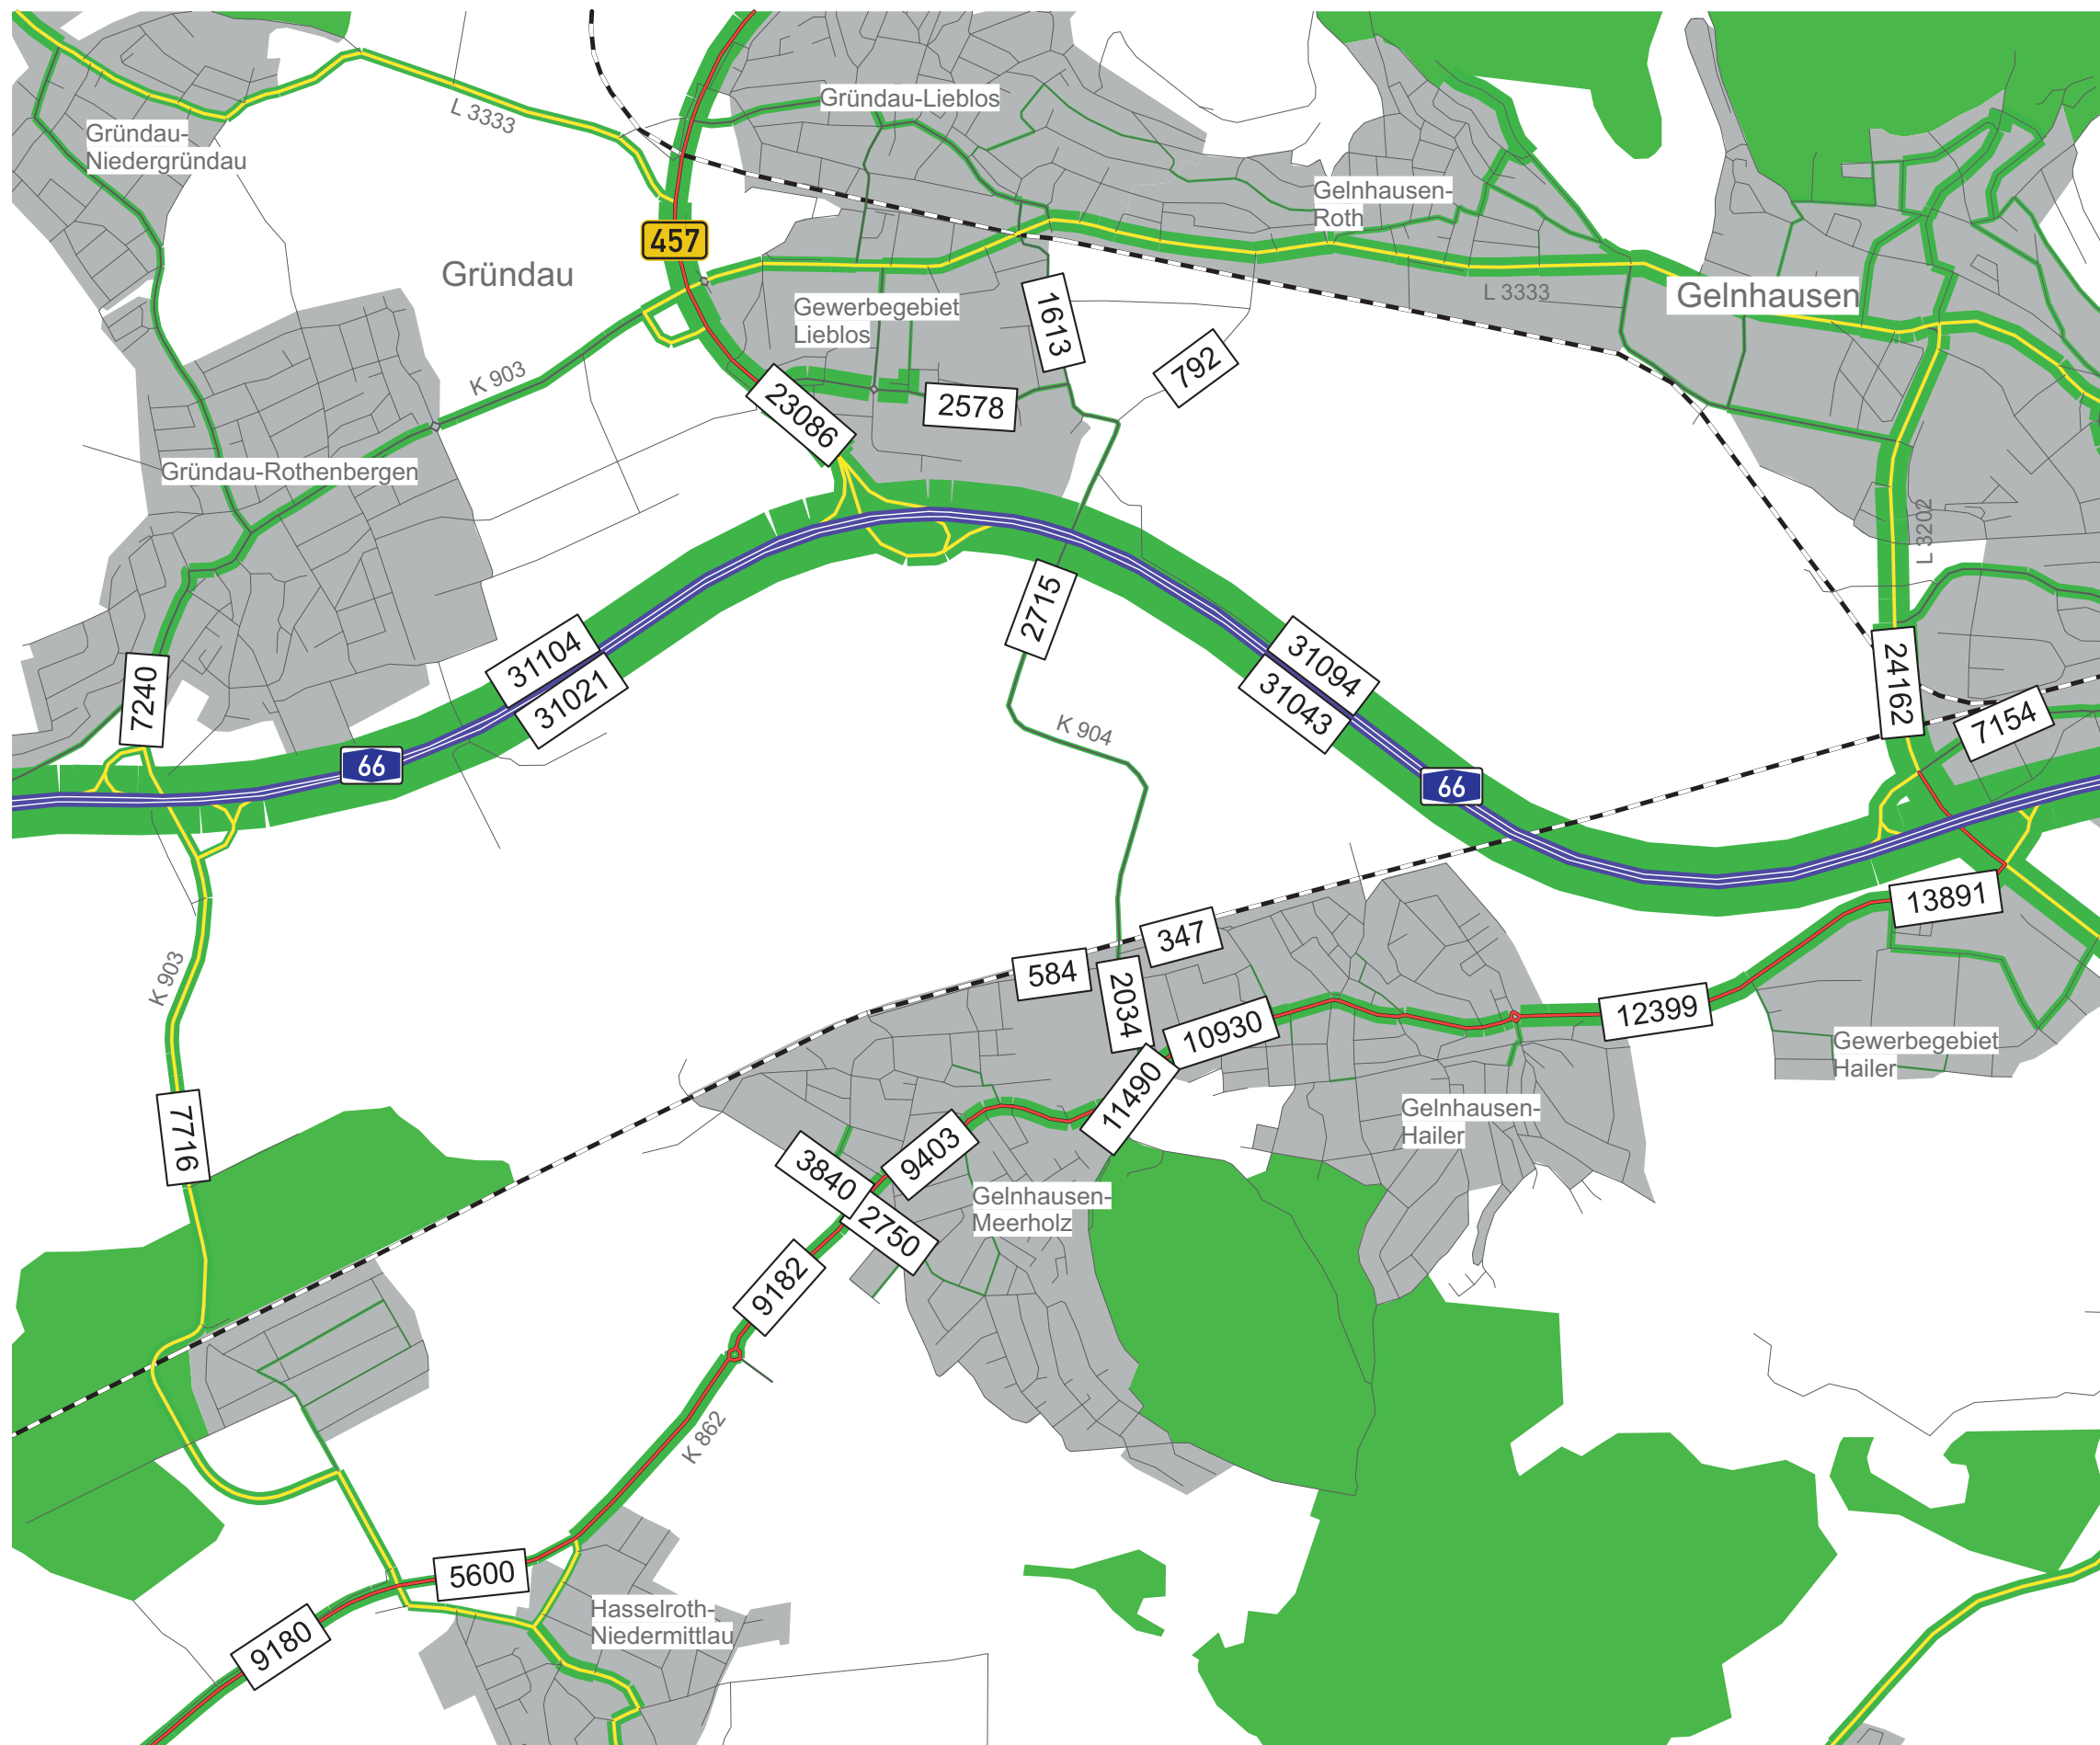 Gründau-Lieblos
L 3333
Gründau-
Niedergründau
Gelnhausen-
Roth
457
Gründau
L 3333
Gelnhausen
Gewerbegebiet
Lieblos
1613
792
K 903
23086
2578
Gründau-Rothenbergen
L 3202
2715
31104
31021
31094
31043
7240
24162
7154
K 904
66
66
13891
347
584
K 903
2034
10930
12399
Gewerbegebiet
Hailer
11490
7716
Gelnhausen-
Hailer
9403
3840
2750
Gelnhausen-
Meerholz
9182
K 862
5600
Hasselroth-
Niedermittlau
9180